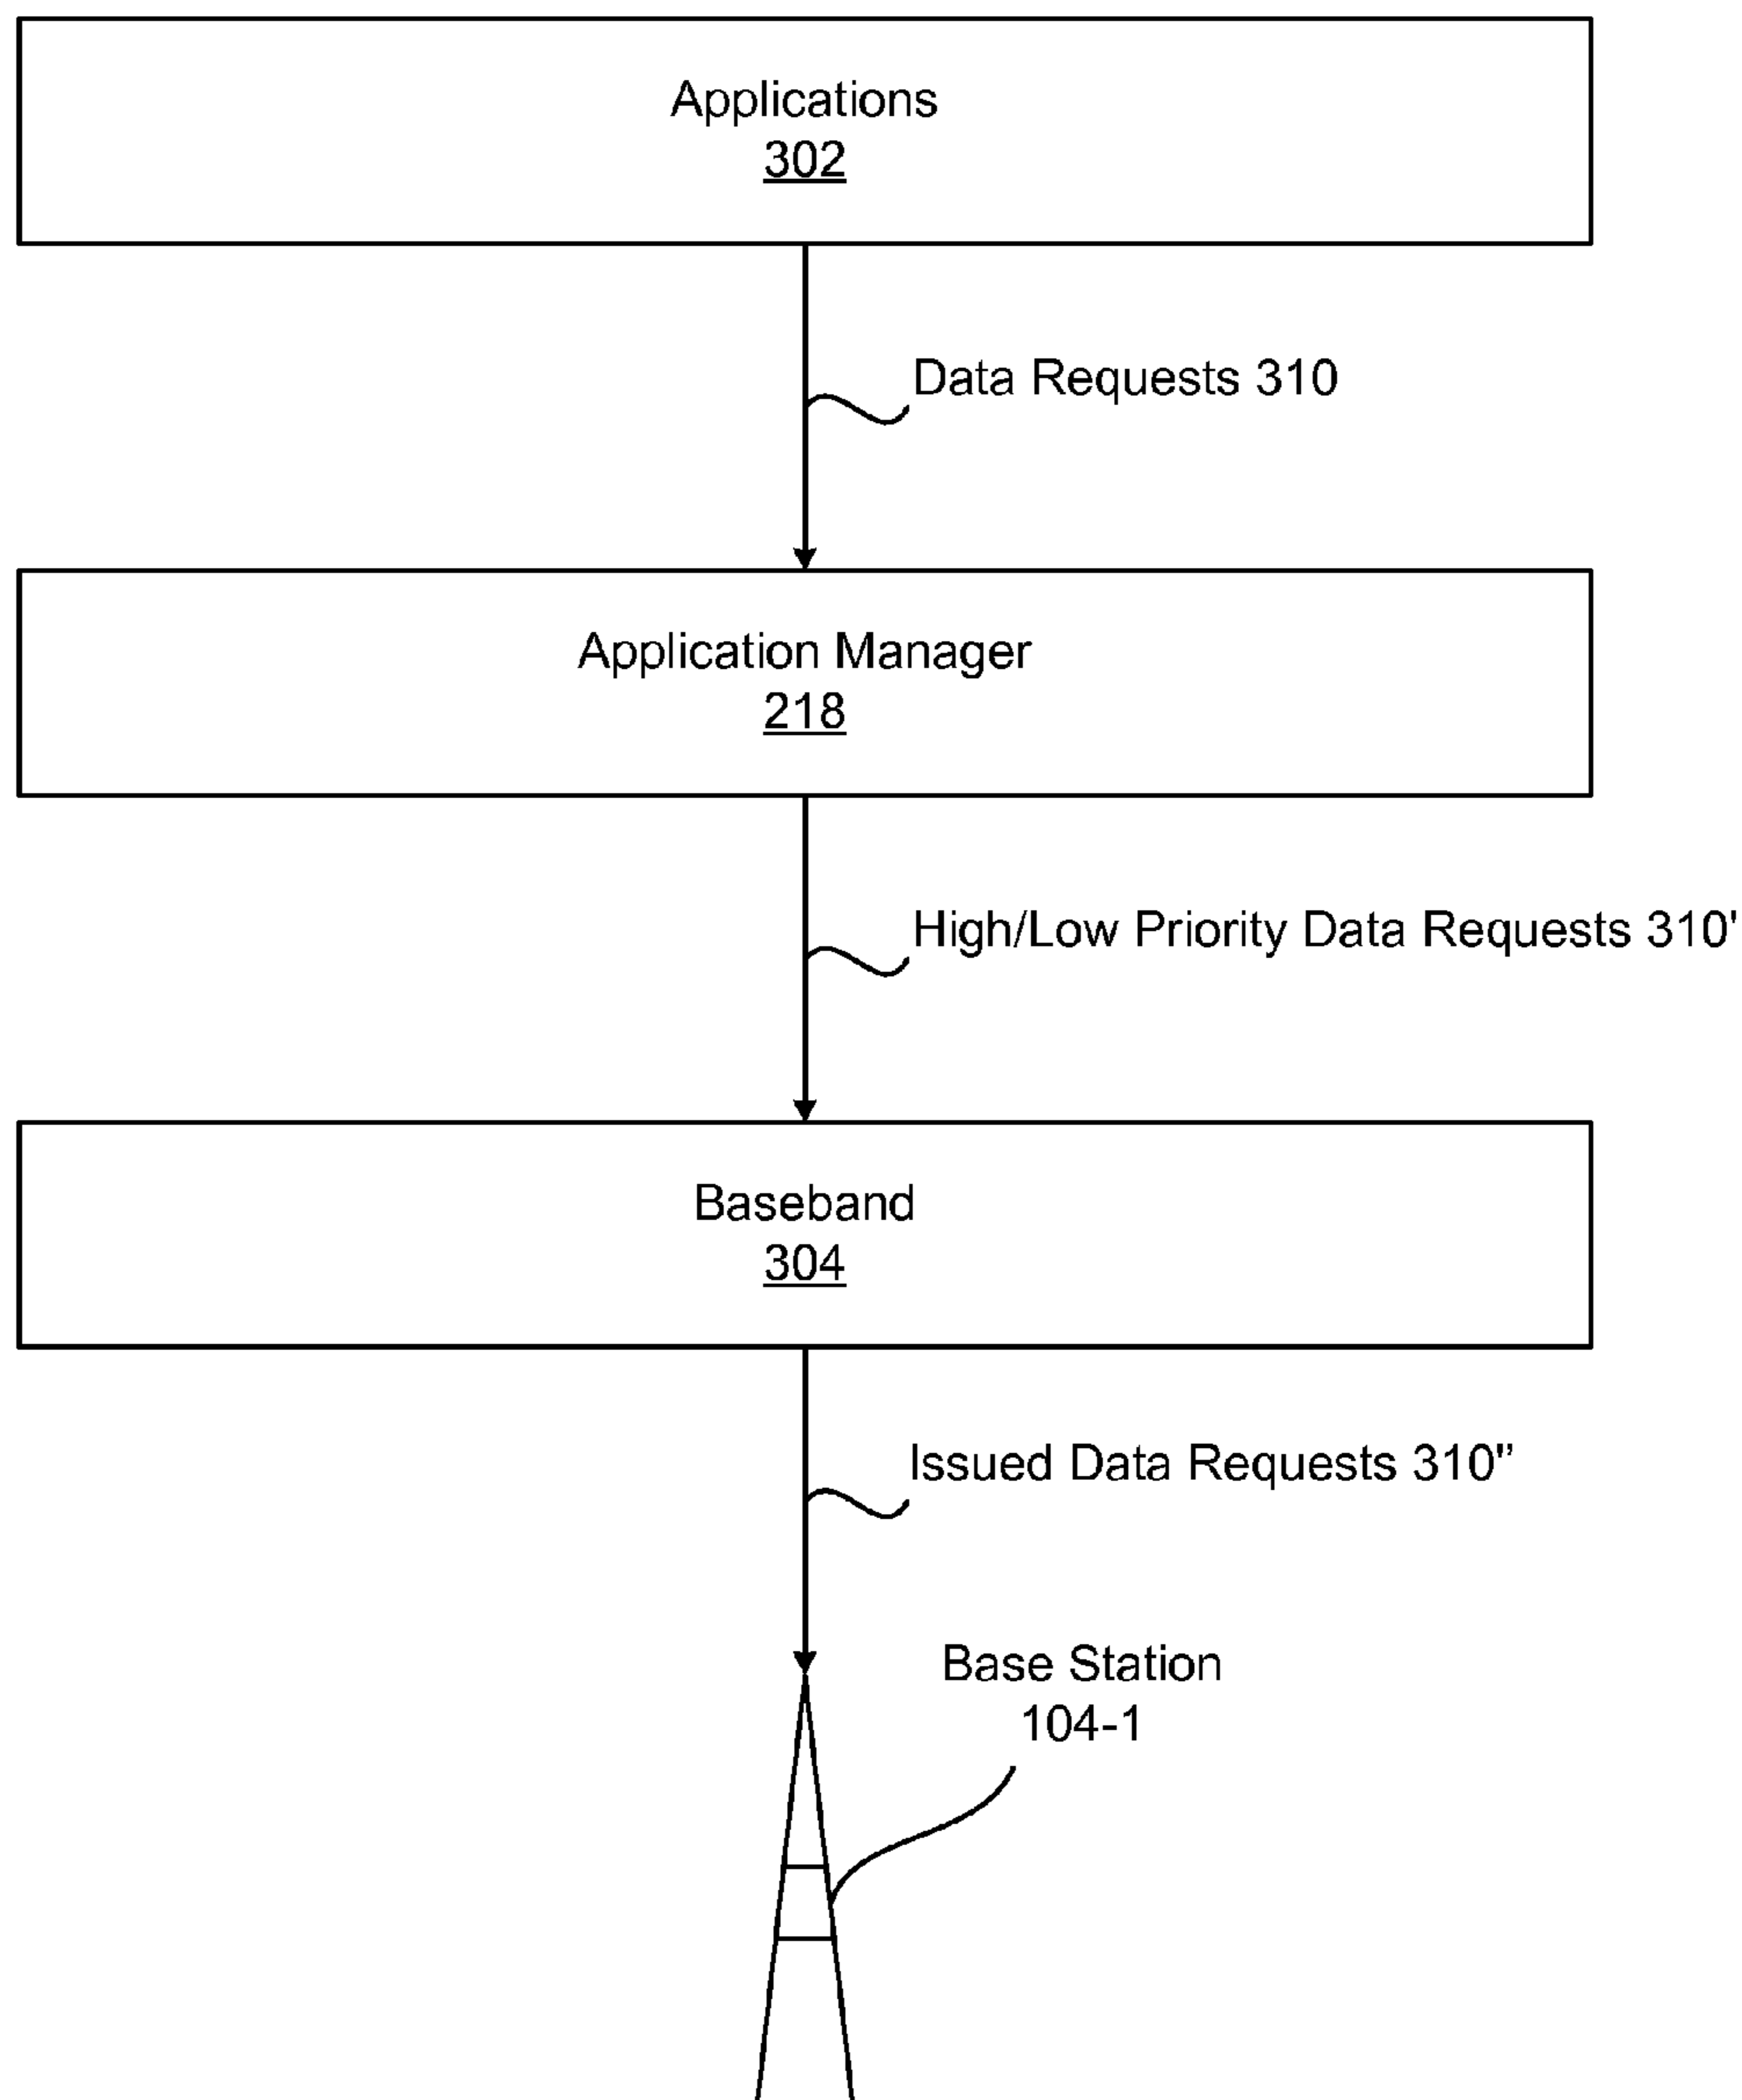 Applications
302
Data Requests 310
Application Manager
218
High/Low Priority Data Requests 310'
Baseband
304
Issued Data Requests 310"
Base Station
104-1